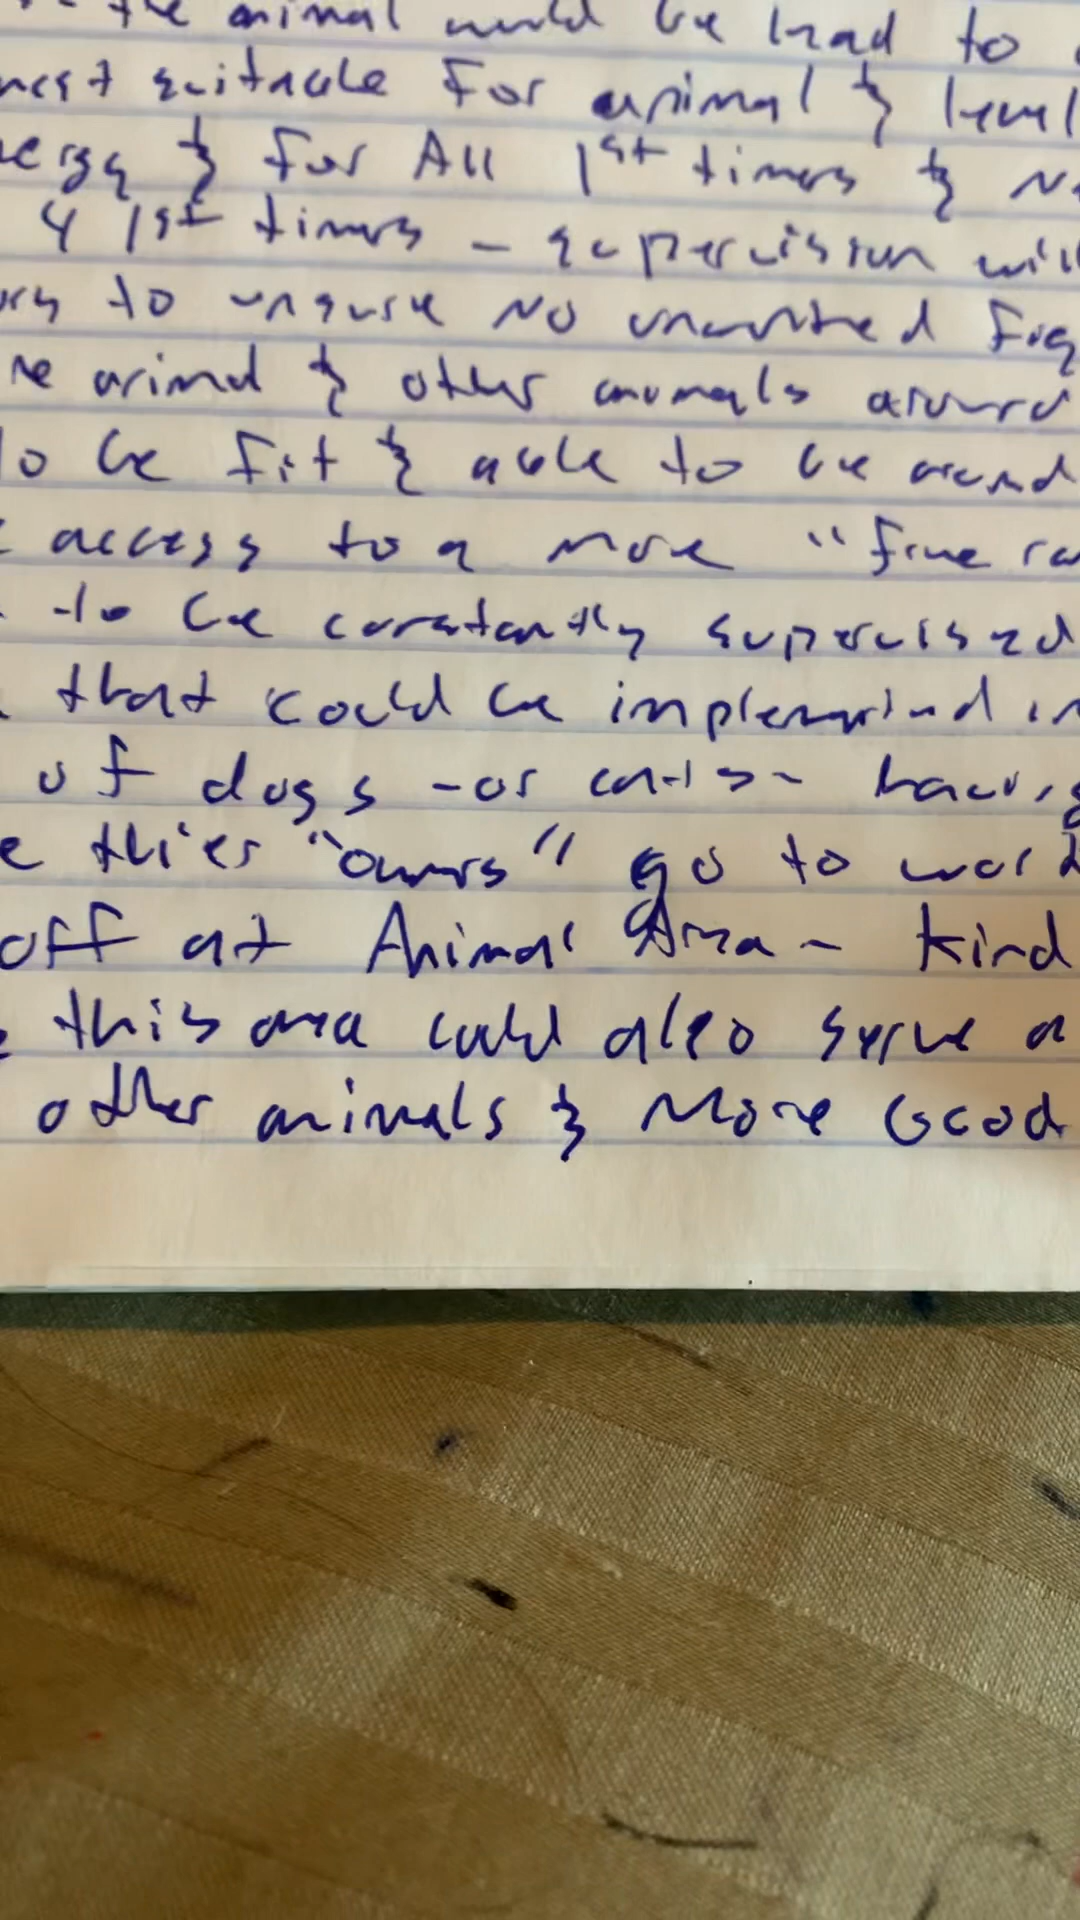 the animal would be lead to
most suitable For animal & level
& For All 1st timers &
4 1st timers - supervision will
to unsure No unwanted
animal & other animals around
to be Fit & able to be around
access to a more "free
to be constantly supervised
that could be in
of dogs -or cats- having
"owners" go to work
off at Animal Area - kind
this area could also serve a
other animals & More Good